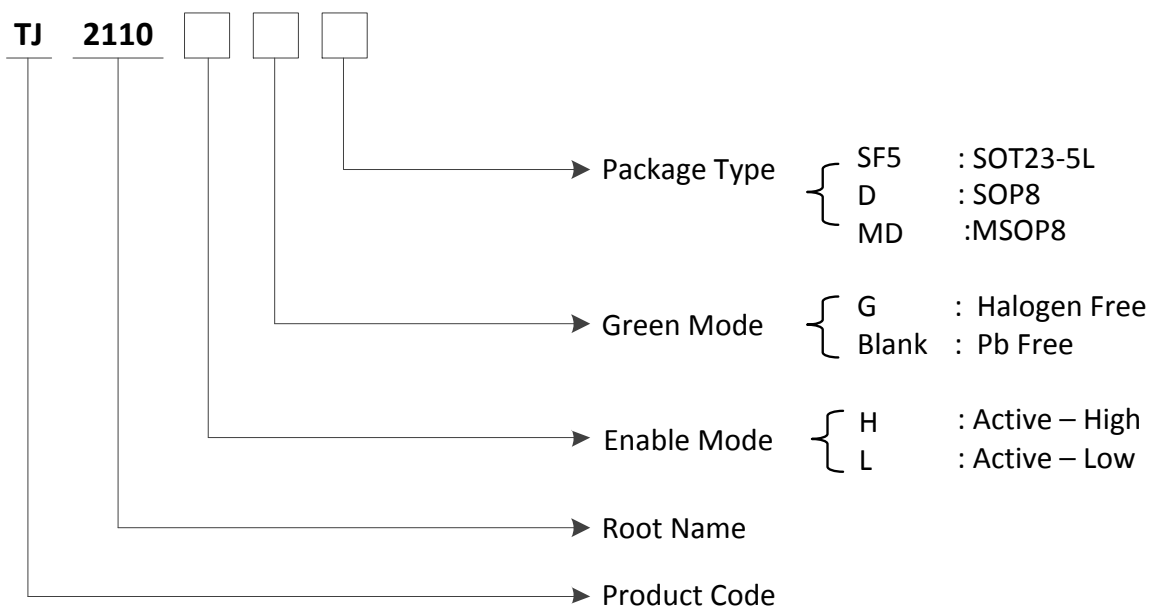 TJ 2110
Package Type
SF5 : SOT23-5L
D : SOP8
MD :MSOP8
Green Mode
G : Halogen Free
Blank : Pb Free
Enable Mode
H : Active – High
L : Active – Low
Root Name
Product Code